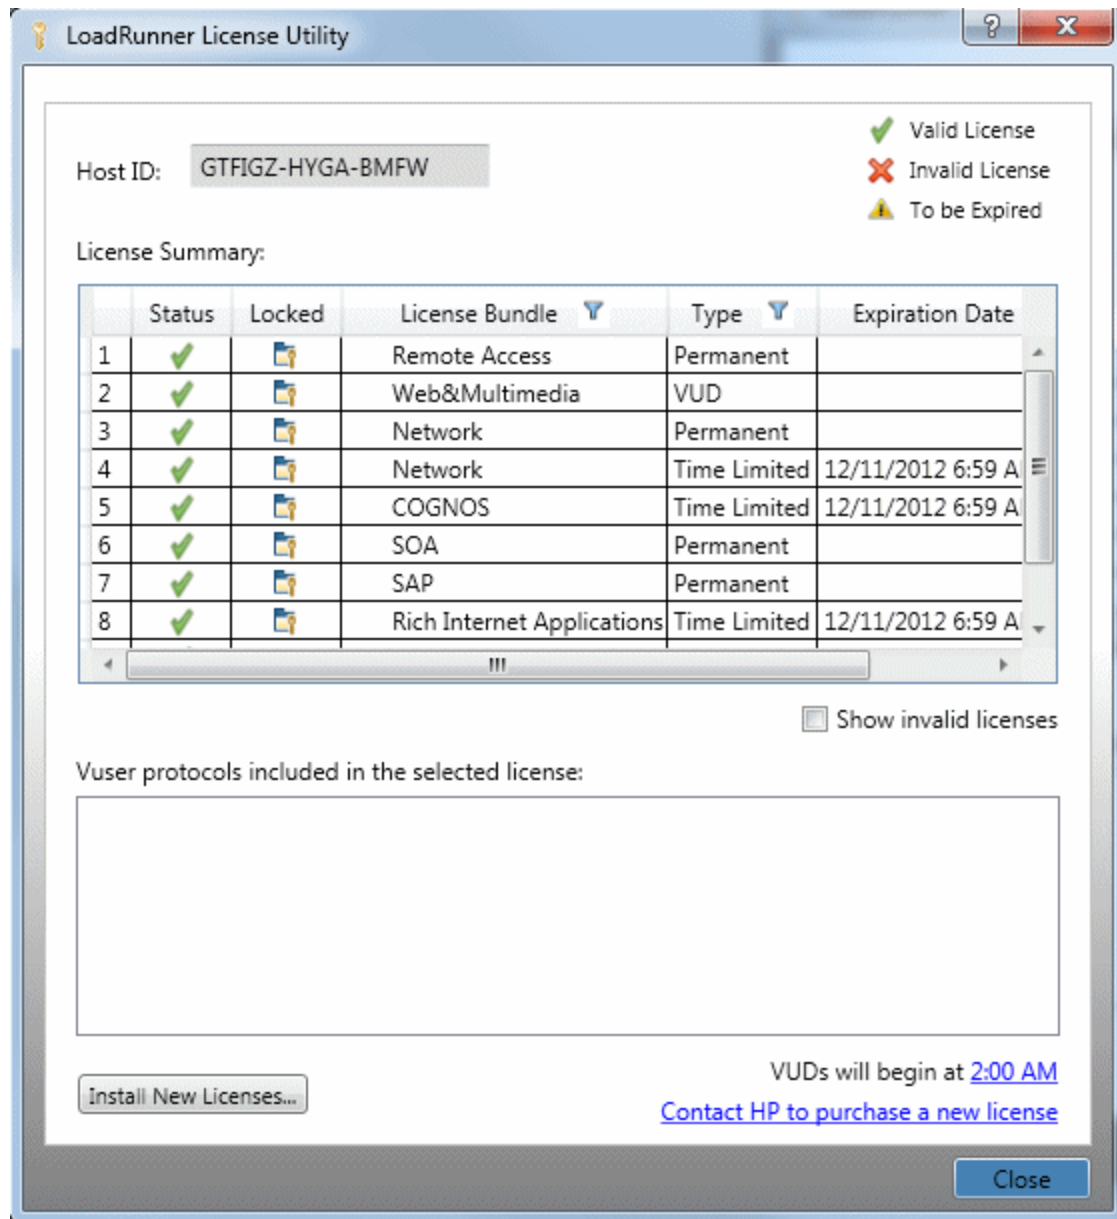 LoadRunner License Utility
Valid License
Host ID: GTFIGZ-HYGA-BMFW
Invalid License
To be Expired
License Summary:
Status Locked License Bundle Type Expiration Date
1 Remote Access Permanent
2 Web&Multimedia VUD
3 Network Permanent
4 Network Time Limited 12/11/2012 6:59 A
5 COGNOS Time Limited 12/11/2012 6:59 A
6 SOA Permanent
7 SAP Permanent
8 Rich Internet Applications Time Limited 12/11/2012 6:59 A
Show invalid licenses
Vuser protocols included in the selected license:
VUDs will begin at 2:00 AM
Install New Licenses...
Contact HP to purchase a new license
Close